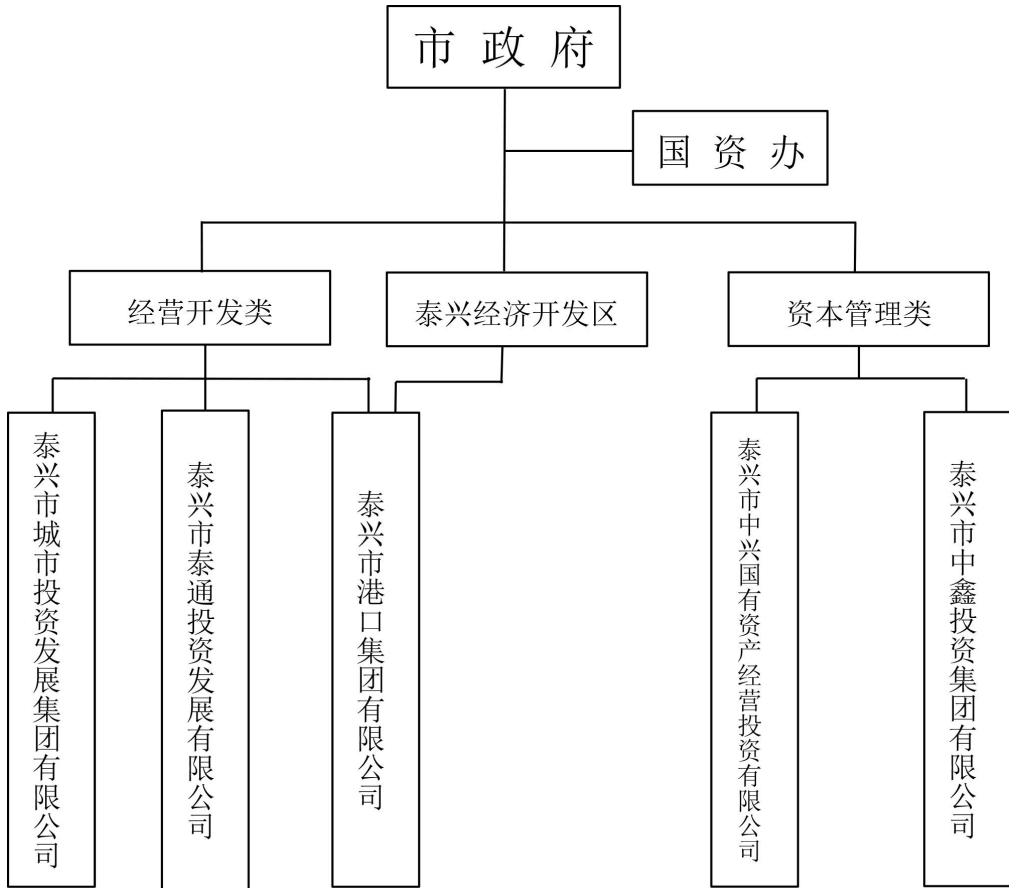 市政府
国资办
经营开发类
泰兴经济开发区
资本管理类
泰兴市城市投资发展集团有限公司
泰兴市泰通投资发展有限公司
泰兴市港口集团有限公司
泰兴市中兴国有资产经营投资有限公司
泰兴市中鑫投资集团有限公司